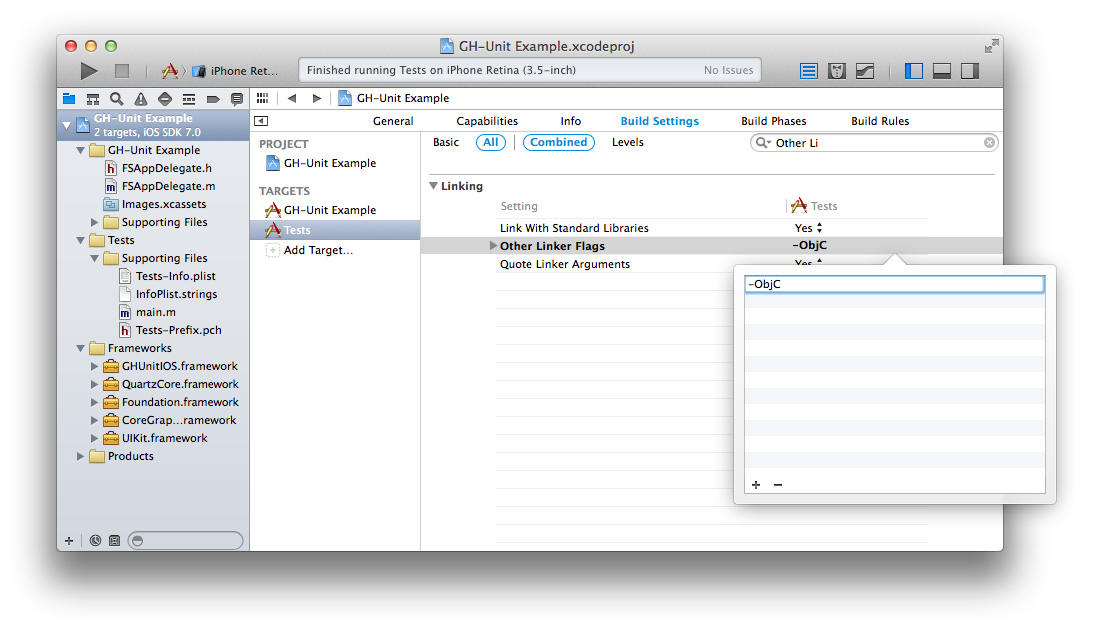 GH-Unit Example.xcodeproj
iPhone Ret...
Finished running Tests on iPhone Retina (3.5-inch)
No Issues
GH-Unit Example
GH-Unit Example
2 targets, iOS SDK 7.0
GH-Unit Example
FSAppDelegate.h
FSAppDelegate.m
Images.xcassets
Supporting Files
Tests
Supporting Files
Tests-Info.plist
InfoPlist.strings
main.m
Tests-Prefix.pch
Frameworks
GHUnitIOS.framework
QuartzCore.framework
Foundation.framework
CoreGrap...ramework
UIKit.framework
Products
PROJECT
GH-Unit Example
TARGETS
GH-Unit Example
Tests
Add Target...
General Capabilities Info Build Settings Build Phases Build Rules
Basic All Combined Levels Other Li
Linking
Setting Tests
Link With Standard Libraries Yes
Other Linker Flags -ObjC
Quote Linker Arguments Yes
-ObjC